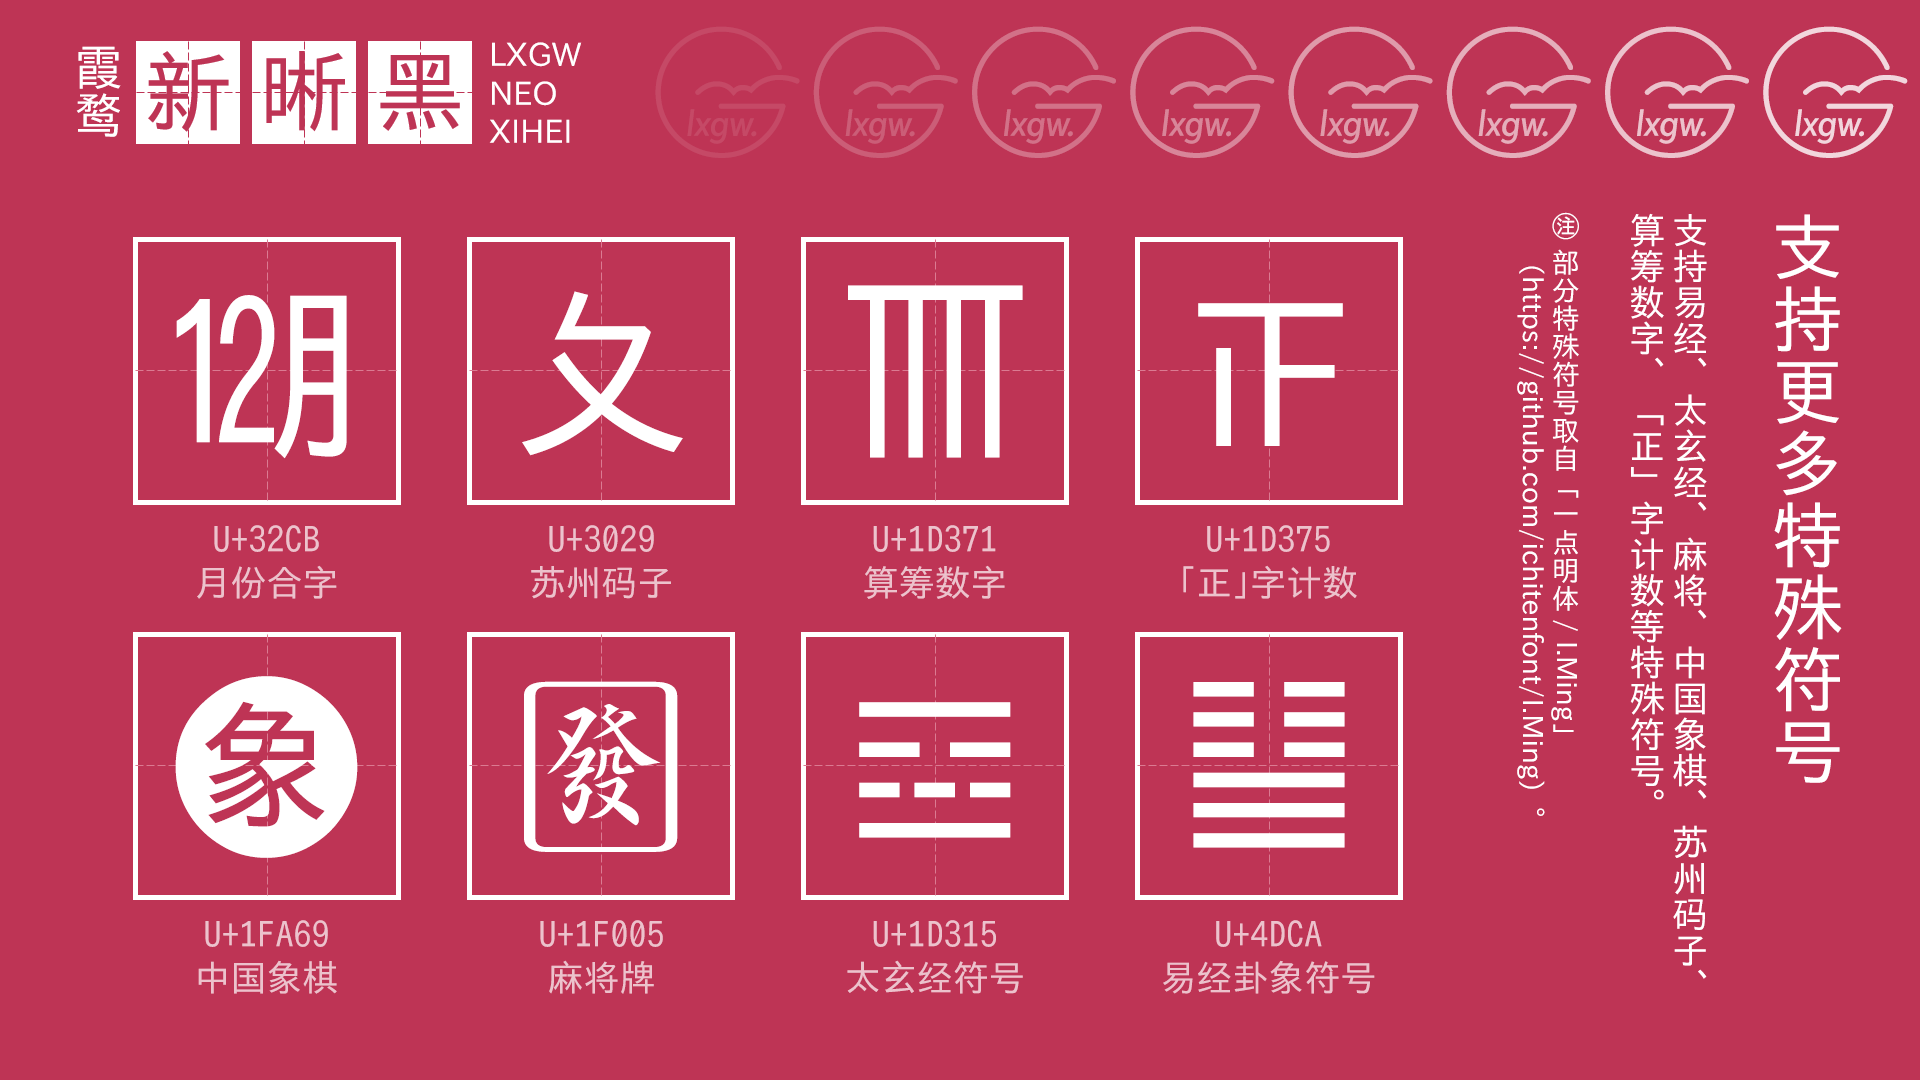 霞鹜
新晰黑
LXGW
NEO
XIHEI
lxgw.
lxgw.
lxgw.
lxgw.
lxgw.
lxgw.
lxgw.
lxgw.
支持更多特殊符号
支持易经、太玄经、麻将、中国象棋、苏州码子、
算筹数字、「正」字计数等特殊符号。
㊟ 部分特殊符号取自「一点明体 / I.Ming」
(https://github.com/ichitenfont/I.Ming)。
㋋
U+32CB
月份合字
〩
U+3029
苏州码子
𝍱
U+1D371
算筹数字
𝍵
U+1D375
「正」字计数
象
U+1FA69
中国象棋
發
U+1F005
麻将牌
𝌕
U+1D315
太玄经符号
䷊
U+4DCA
易经卦象符号